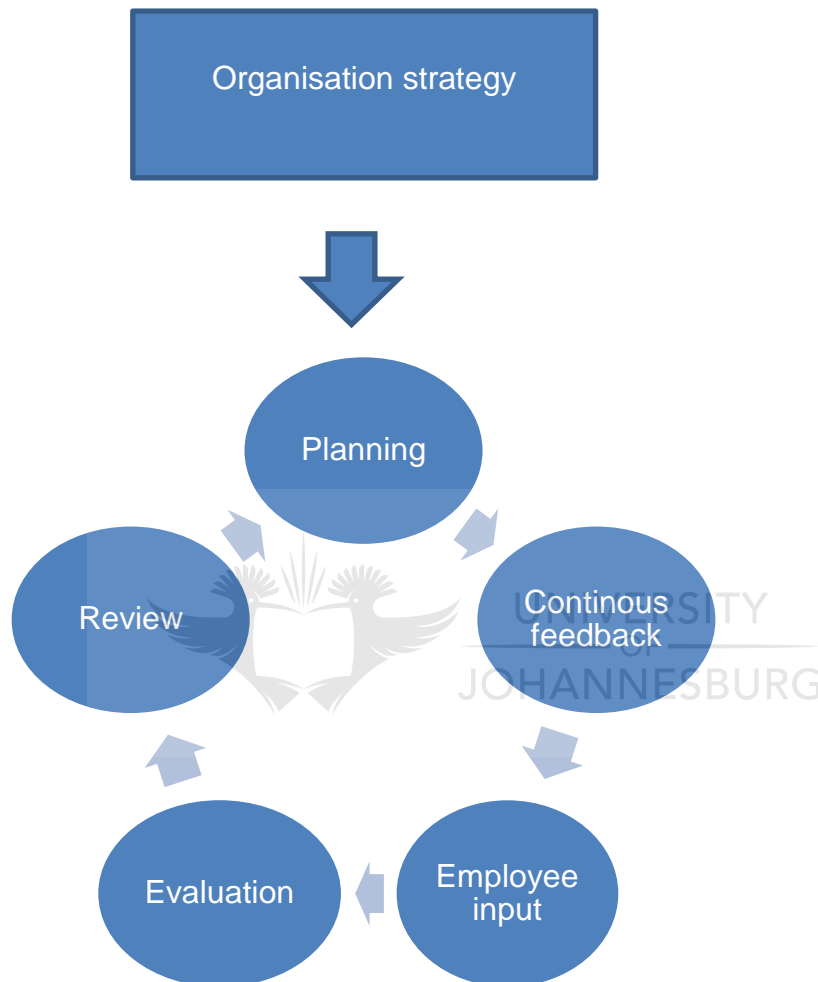 Organisation strategy
Planning
Continous
feedback
Employee
input
Evaluation
Review
UNIVERSITY
OF
JOHANNESBURG